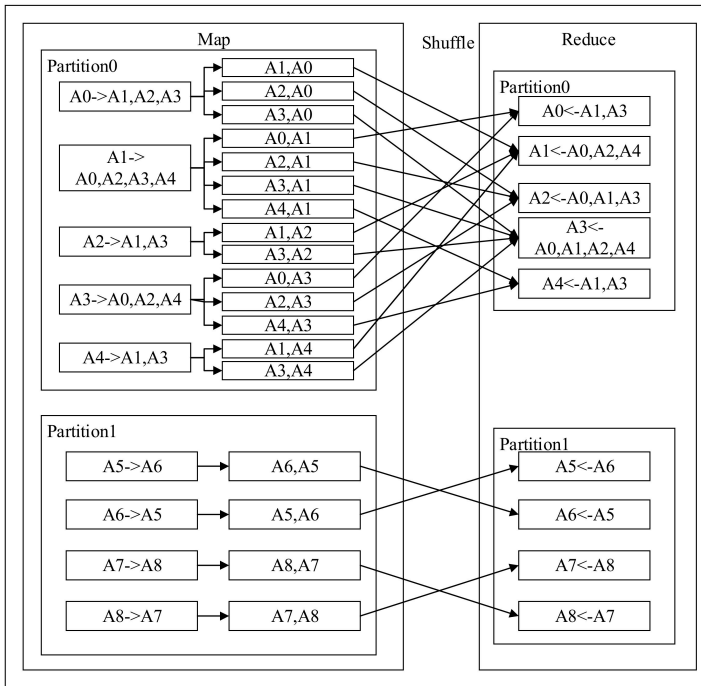 Map
Shuffle
Reduce
Partition0
A0->A1,A2,A3
A1->
A0,A2,A3,A4
A2->A1,A3
A3->A0,A2,A4
A4->A1,A3
A1,A0
A2,A0
A3,A0
A0,A1
A2,A1
A3,A1
A4,A1
A1,A2
A3,A2
A0,A3
A2,A3
A4,A3
A1,A4
A3,A4
Partition0
A0<-A1,A3
A1<-A0,A2,A4
A2<-A0,A1,A3
A3<-
A0,A1,A2,A4
A4<-A1,A3
Partition1
A5->A6
A6->A5
A7->A8
A8->A7
A6,A5
A5,A6
A8,A7
A7,A8
Partition1
A5<-A6
A6<-A5
A7<-A8
A8<-A7